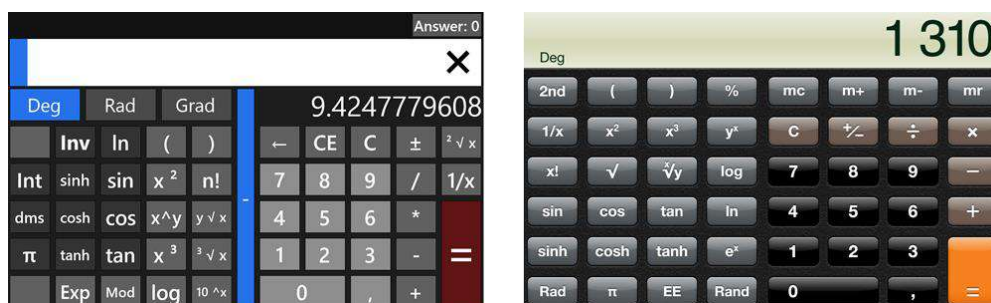 Answer: 0
×
Deg Rad Grad 9.4247779608
Inv ln ( ) ← CE C ± ²√x
Int sinh sin x² n! 7 8 9 / 1/x
dms cosh cos x^y y√x 4 5 6 *
π tanh tan x³ ³√x 1 2 3 - =
Exp Mod log 10^x 0 , +
1 310
Deg
2nd ( ) % mc m+ m- mr
1/x x² x³ yˣ C +/− ÷ ×
x! √ ˣ√y log 7 8 9 −
sin cos tan ln 4 5 6 +
sinh cosh tanh eˣ 1 2 3
Rad π EE Rand 0 , =